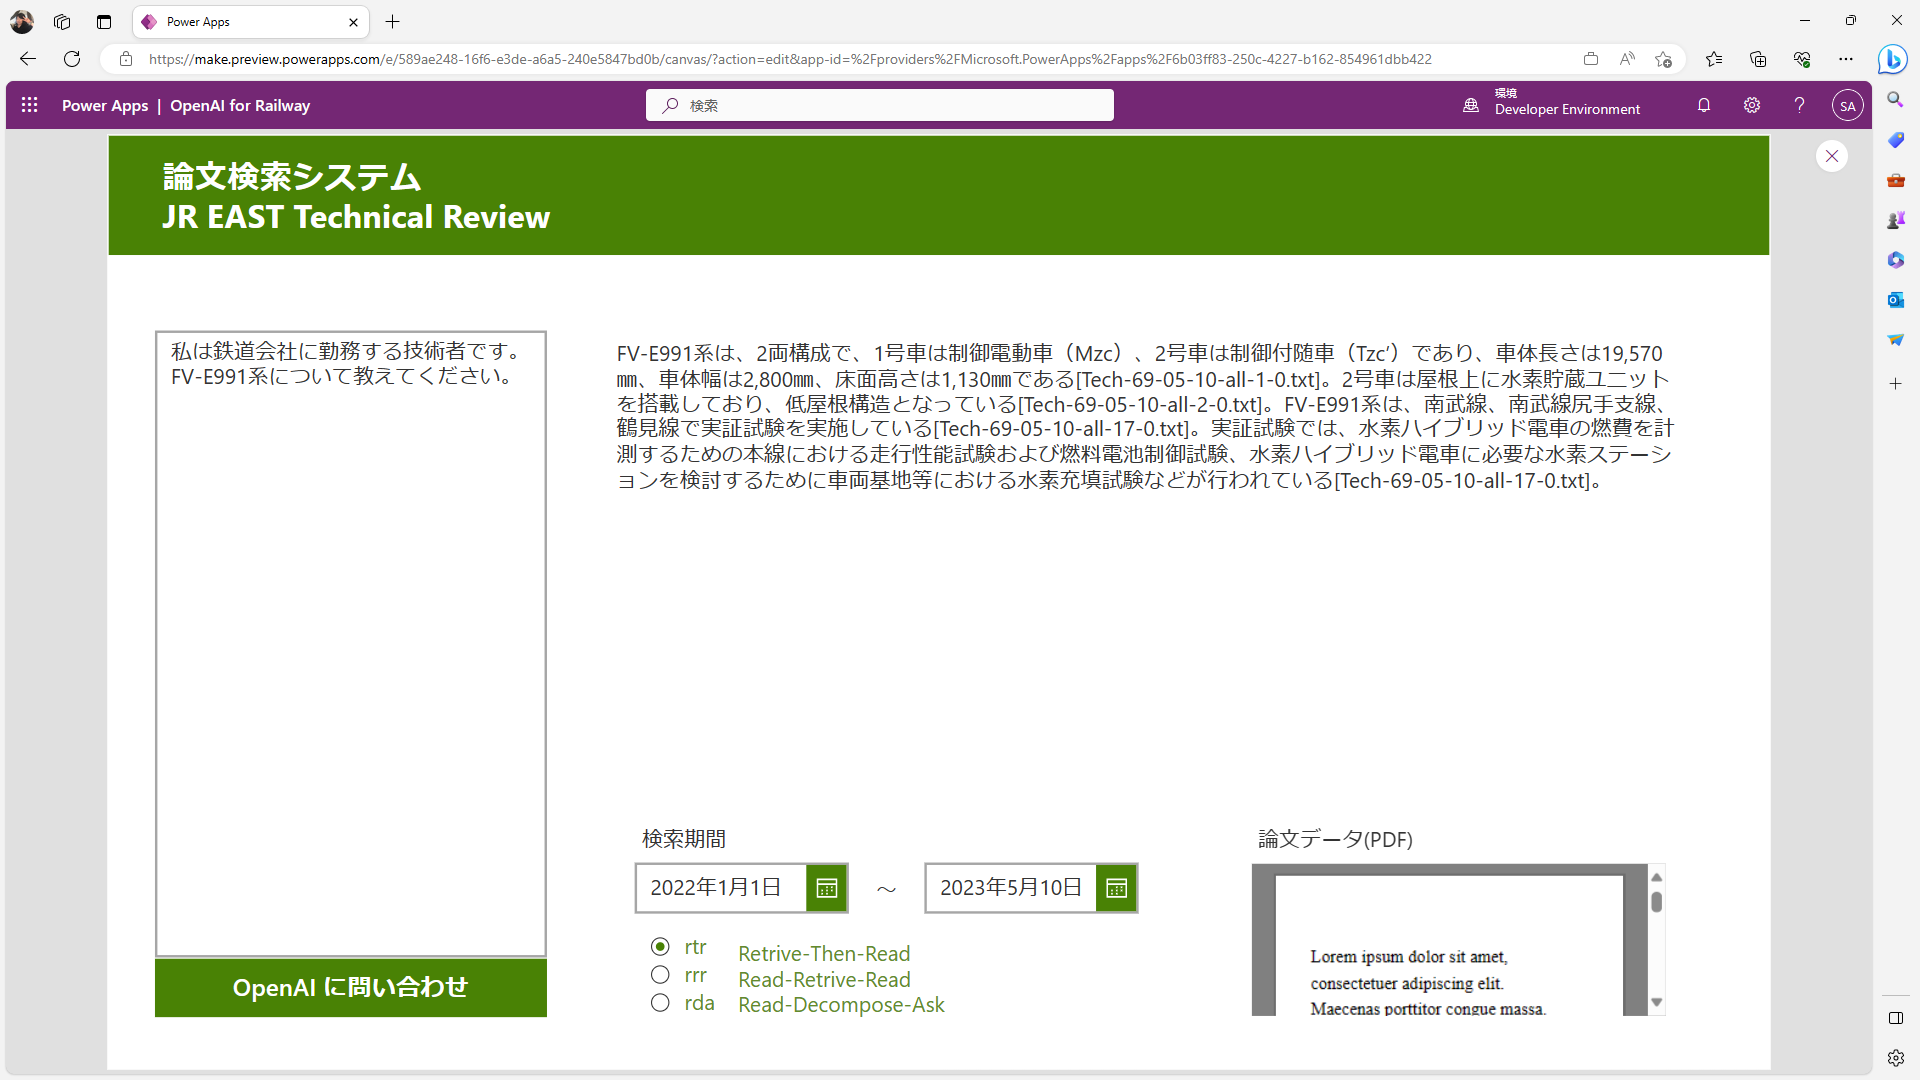 Power Apps
https://make.preview.powerapps.com/e/589ae248-16f6-e3de-a6a5-240e5847bd0b/canvas/?action=edit&app-id=%2Fproviders%2FMicrosoft.PowerApps%2Fapps%2F6b03ff83-250c-4227-b162-854961dbb422
Power Apps | OpenAI for Railway
検索
環境
Developer Environment
SA
論文検索システム
JR EAST Technical Review
私は鉄道会社に勤務する技術者です。
FV-E991系について教えてください。
FV-E991系は、2両構成で、1号車は制御電動車（Mzc）、2号車は制御付随車（Tzc’）であり、車体長さは19,570
㎜、車体幅は2,800㎜、床面高さは1,130㎜である[Tech-69-05-10-all-1-0.txt]。2号車は屋根上に水素貯蔵ユニット
を搭載しており、低屋根構造となっている[Tech-69-05-10-all-2-0.txt]。FV-E991系は、南武線、南武線尻手支線、
鶴見線で実証試験を実施している[Tech-69-05-10-all-17-0.txt]。実証試験では、水素ハイブリッド電車の燃費を計
測するための本線における走行性能試験および燃料電池制御試験、水素ハイブリッド電車に必要な水素ステーシ
ョンを検討するために車両基地等における水素充填試験などが行われている[Tech-69-05-10-all-17-0.txt]。
検索期間
2022年1月1日 ～ 2023年5月10日
rtr Retrive-Then-Read
rrr Read-Retrive-Read
rda Read-Decompose-Ask
OpenAI に問い合わせ
論文データ(PDF)
Lorem ipsum dolor sit amet,
consectetuer adipiscing elit.
Maecenas porttitor congue massa.